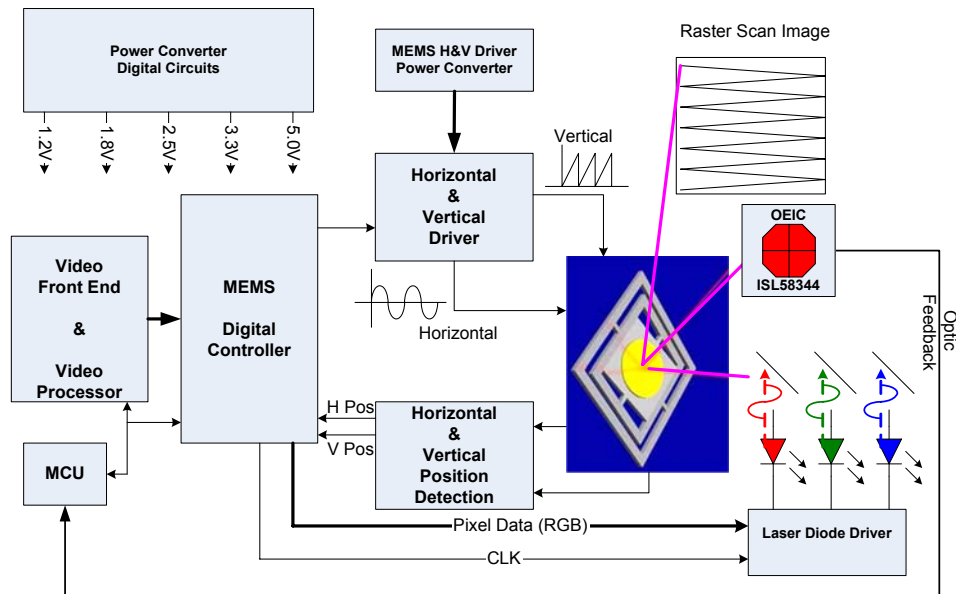 Power Converter
Digital Circuits
1.2V
1.8V
2.5V
3.3V
5.0V
MEMS H&V Driver
Power Converter
Raster Scan Image
Vertical
Horizontal
&
Vertical
Driver
Horizontal
OEIC
ISL58344
Optic
Feedback
Video
Front End
&
Video
Processor
MEMS
Digital
Controller
MCU
H Pos
V Pos
Horizontal
&
Vertical
Position
Detection
Pixel Data (RGB)
CLK
Laser Diode Driver